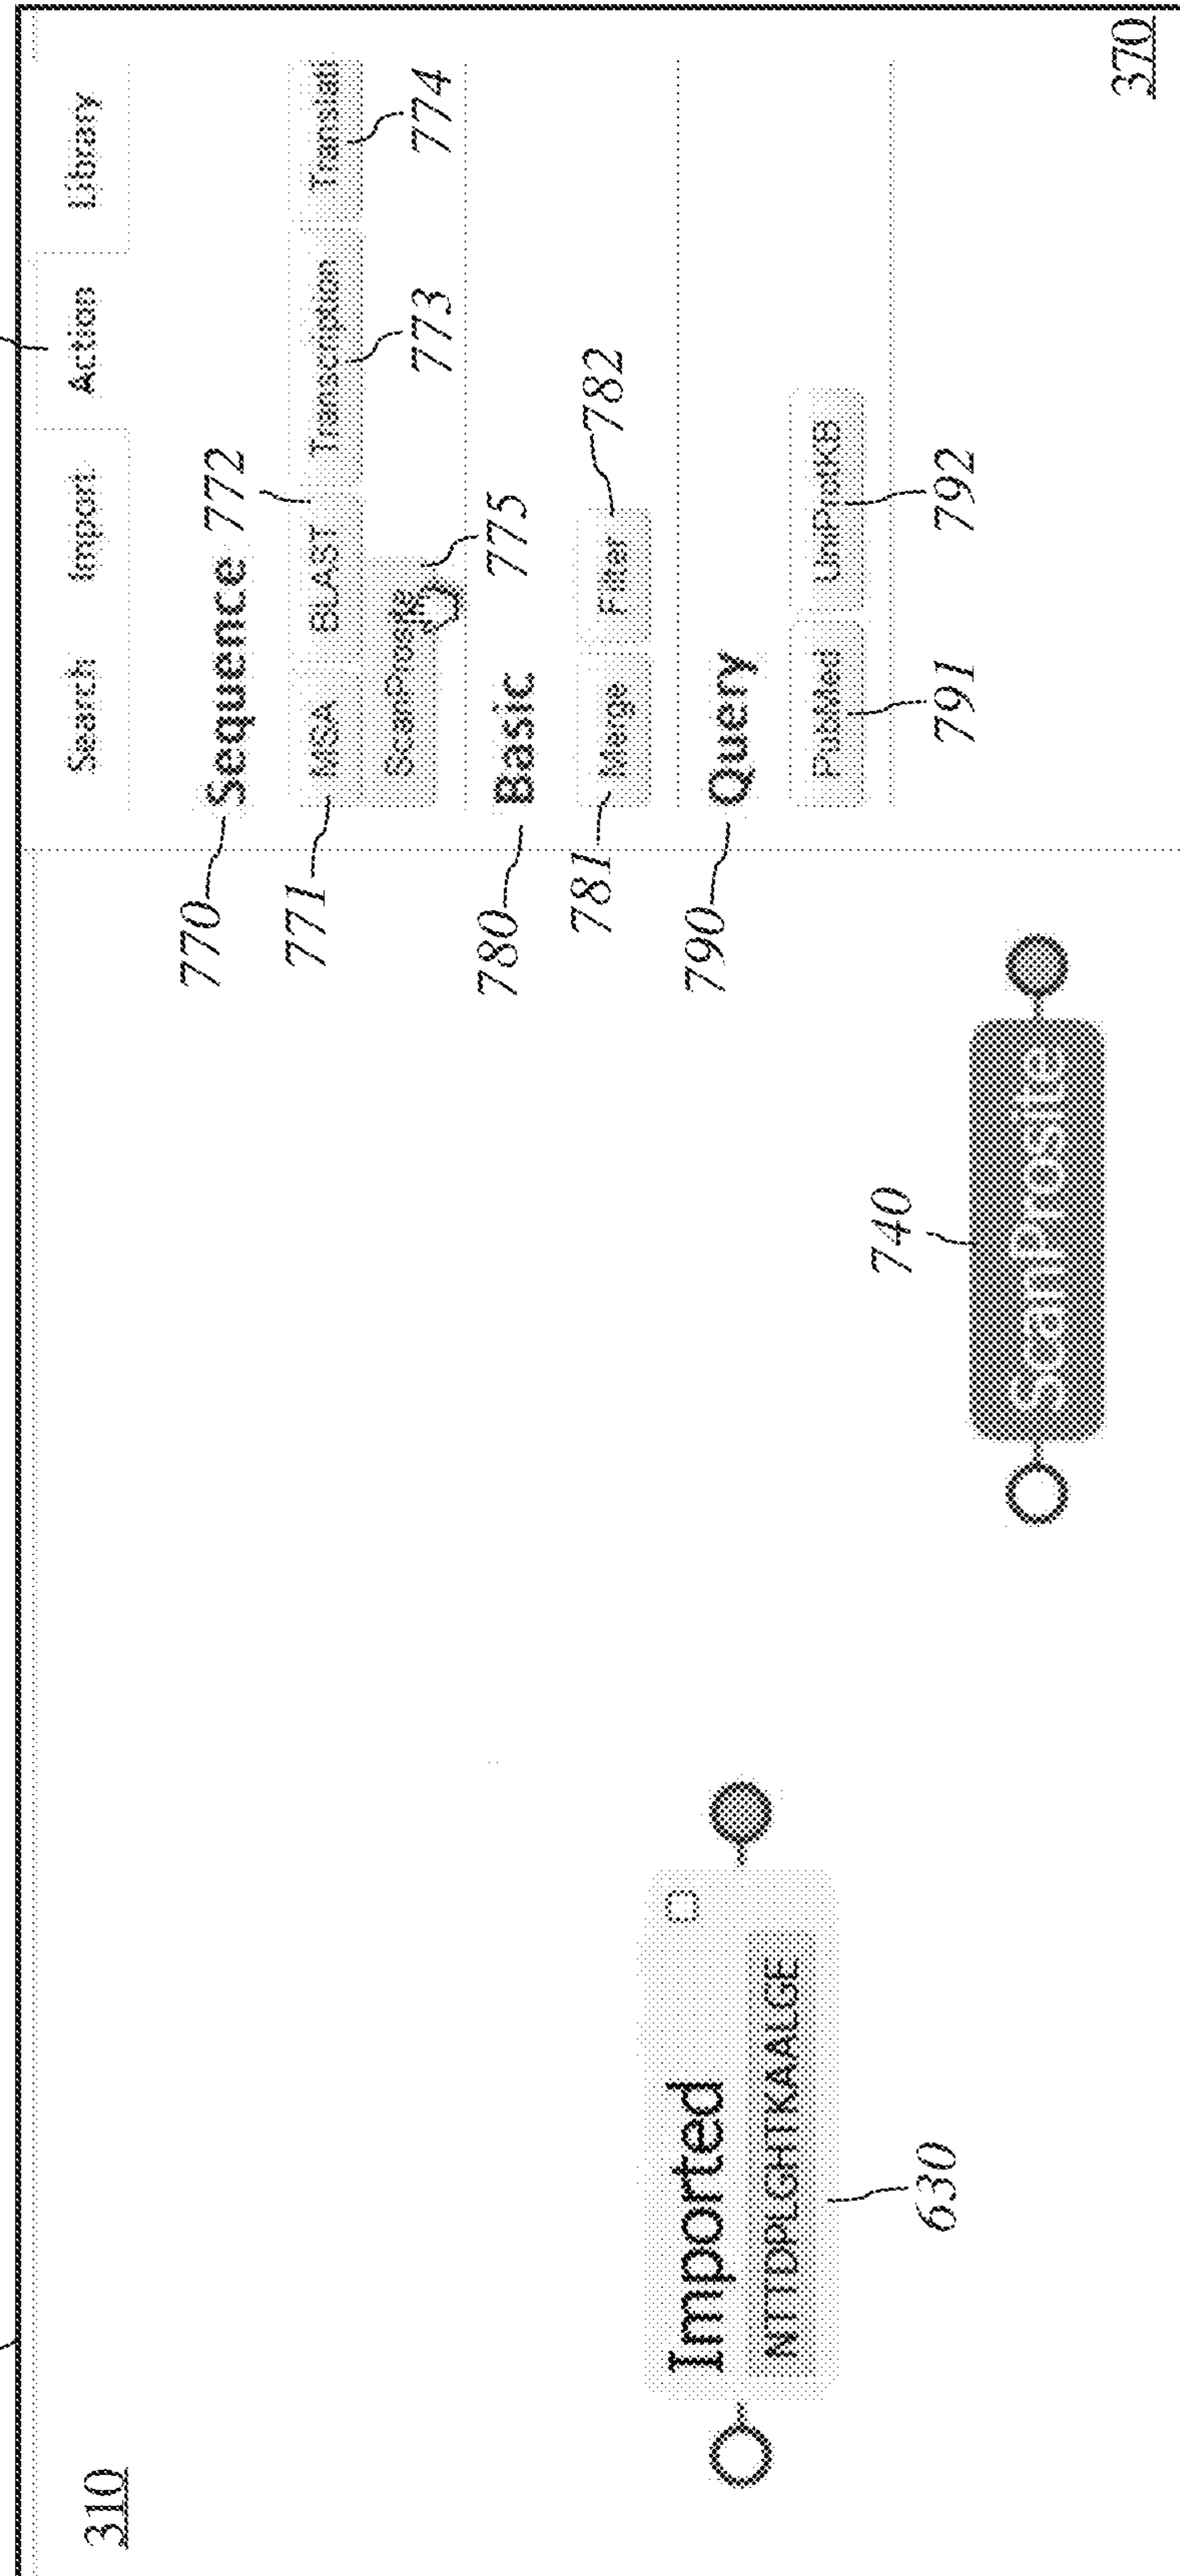 310
Search Import Action Library
770 Sequence 772
771 MSA BLAST Transcription Translati
ScanProsite
775 773 774
780 Basic
781 Merge Filter 782
790 Query
PubMed UniProtKB
791 792
Imported
NTTDPLGHTKAALGE
630
740
ScanProsite
370